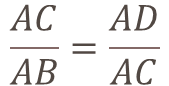 AC/AB = AD/AC